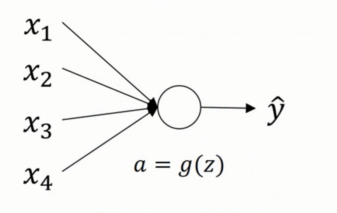 x₁
x₂
x₃
x₄
ŷ
a = g(z)